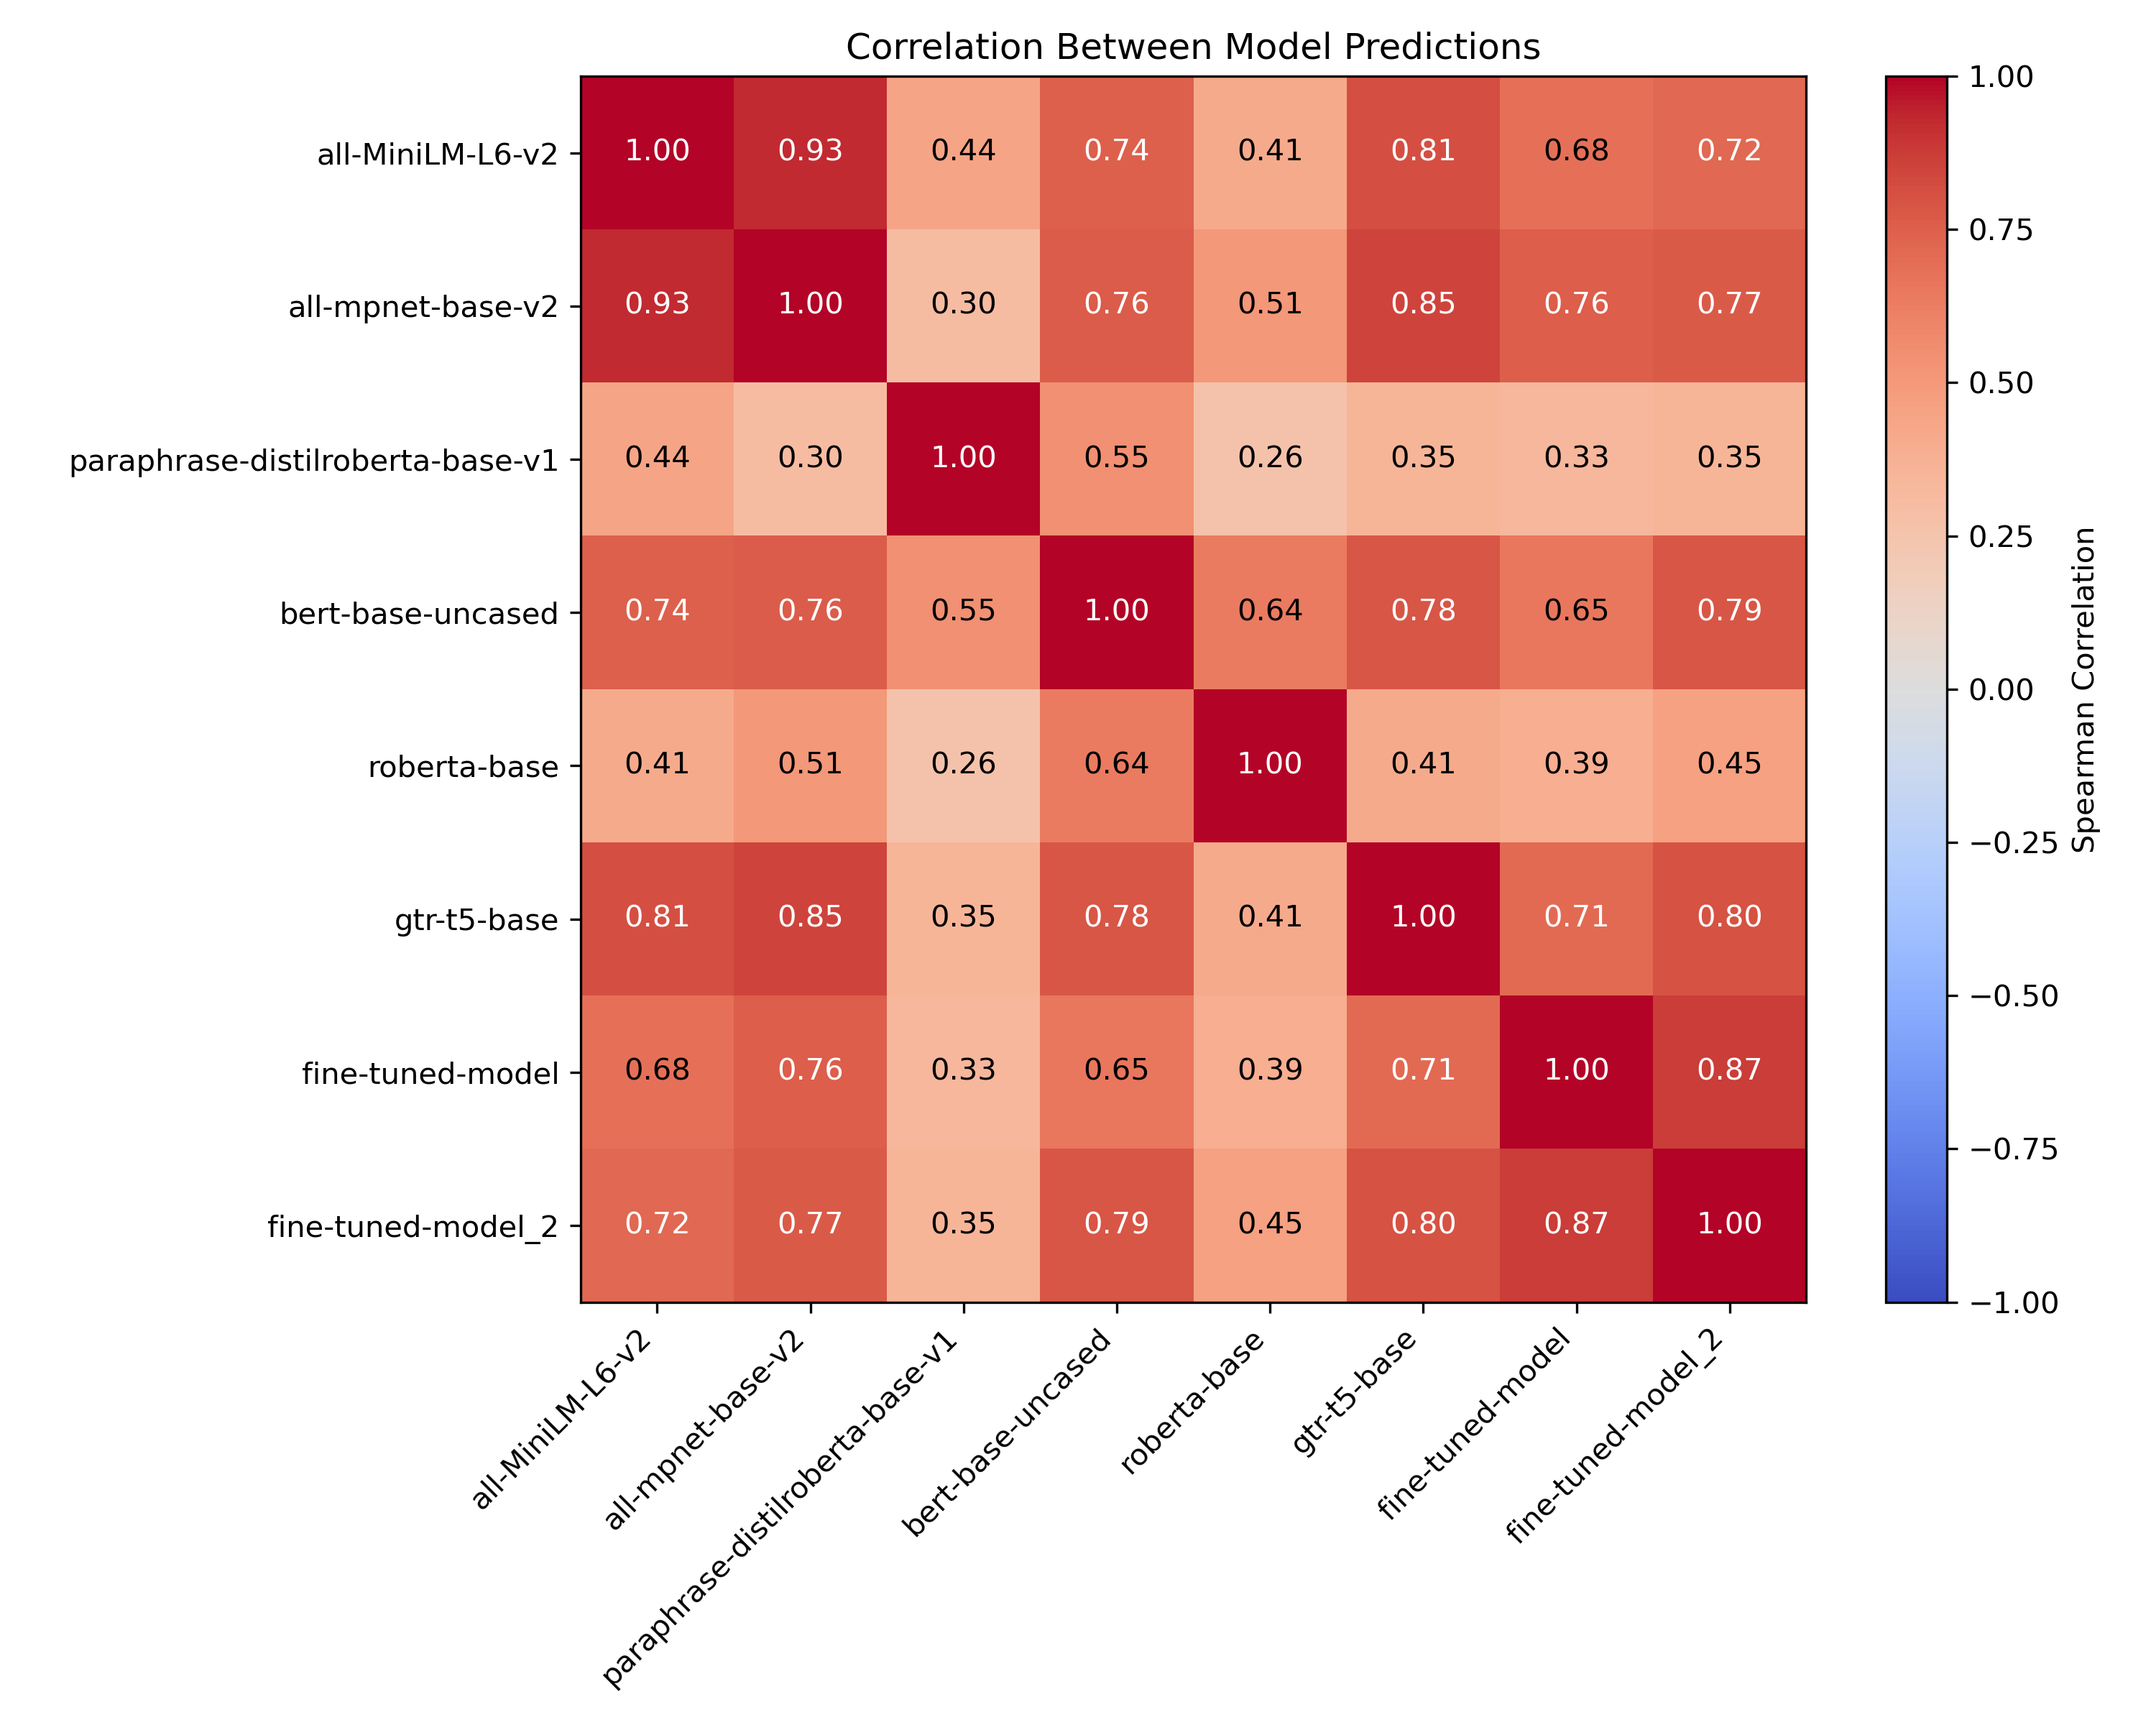 Correlation Between Model Predictions
all-MiniLM-L6-v2 1.00 0.93 0.44 0.74 0.41 0.81 0.68 0.72
all-mpnet-base-v2 0.93 1.00 0.30 0.76 0.51 0.85 0.76 0.77
paraphrase-distilroberta-base-v1 0.44 0.30 1.00 0.55 0.26 0.35 0.33 0.35
bert-base-uncased 0.74 0.76 0.55 1.00 0.64 0.78 0.65 0.79
roberta-base 0.41 0.51 0.26 0.64 1.00 0.41 0.39 0.45
gtr-t5-base 0.81 0.85 0.35 0.78 0.41 1.00 0.71 0.80
fine-tuned-model 0.68 0.76 0.33 0.65 0.39 0.71 1.00 0.87
fine-tuned-model_2 0.72 0.77 0.35 0.79 0.45 0.80 0.87 1.00
all-MiniLM-L6-v2
all-mpnet-base-v2
paraphrase-distilroberta-base-v1
bert-base-uncased
roberta-base
gtr-t5-base
fine-tuned-model
fine-tuned-model_2
1.00
0.75
0.50
0.25
0.00
−0.25
−0.50
−0.75
−1.00
Spearman Correlation